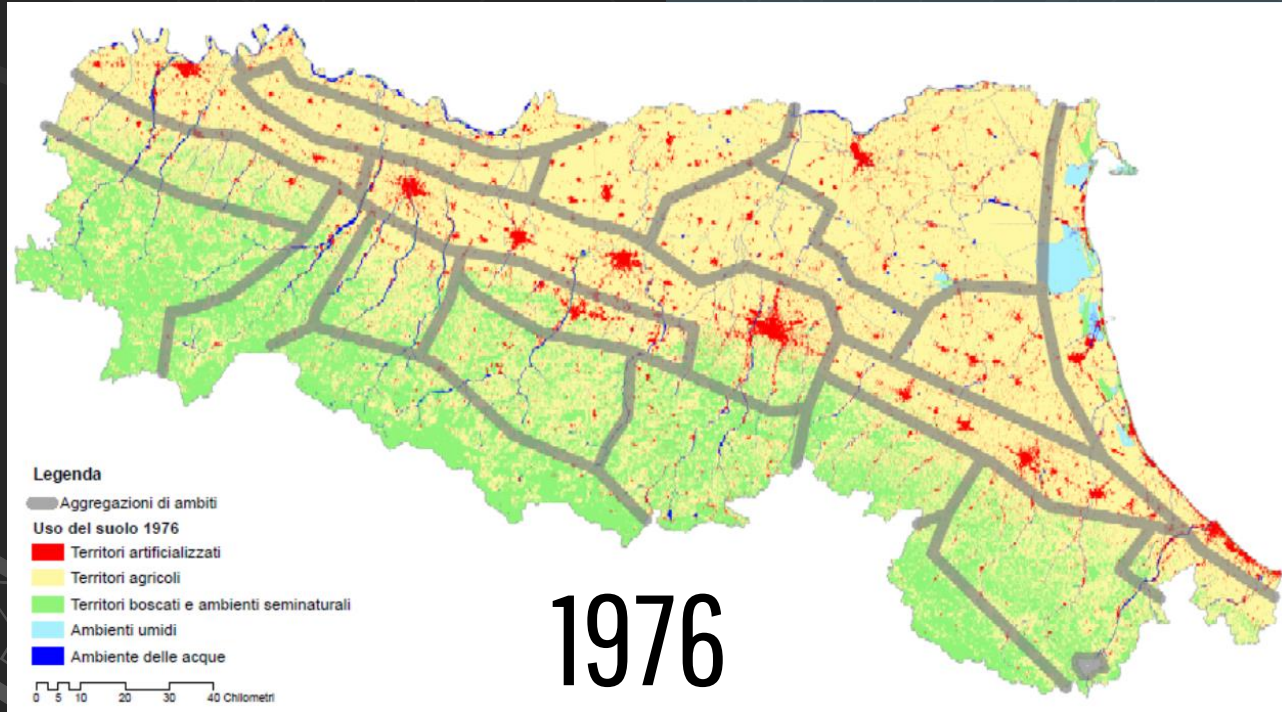 Legenda
Aggregazioni di ambiti
Uso del suolo 1976
Territori artificializzati
Territori agricoli
Territori boscati e ambienti seminaturali
Ambienti umidi
Ambiente delle acque
0 5 10 20 30 40 Chilometri
1976